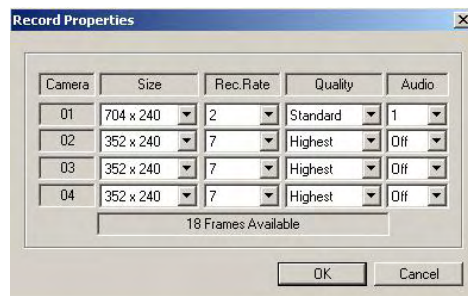 Record Properties
Camera Size Rec.Rate Quality Audio
01 704 x 240 2 Standard 1
02 352 x 240 7 Highest Off
03 352 x 240 7 Highest Off
04 352 x 240 7 Highest Off
18 Frames Available
OK Cancel